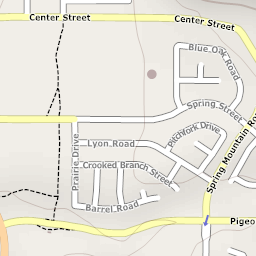 Center Street
Center Street
Blue Oak Road
Spring Street
Pitchfork Drive
Lyon Road
Crooked Branch Street
Prairie Drive
Barrel Road
Spring Mountain Ro
Pigeo